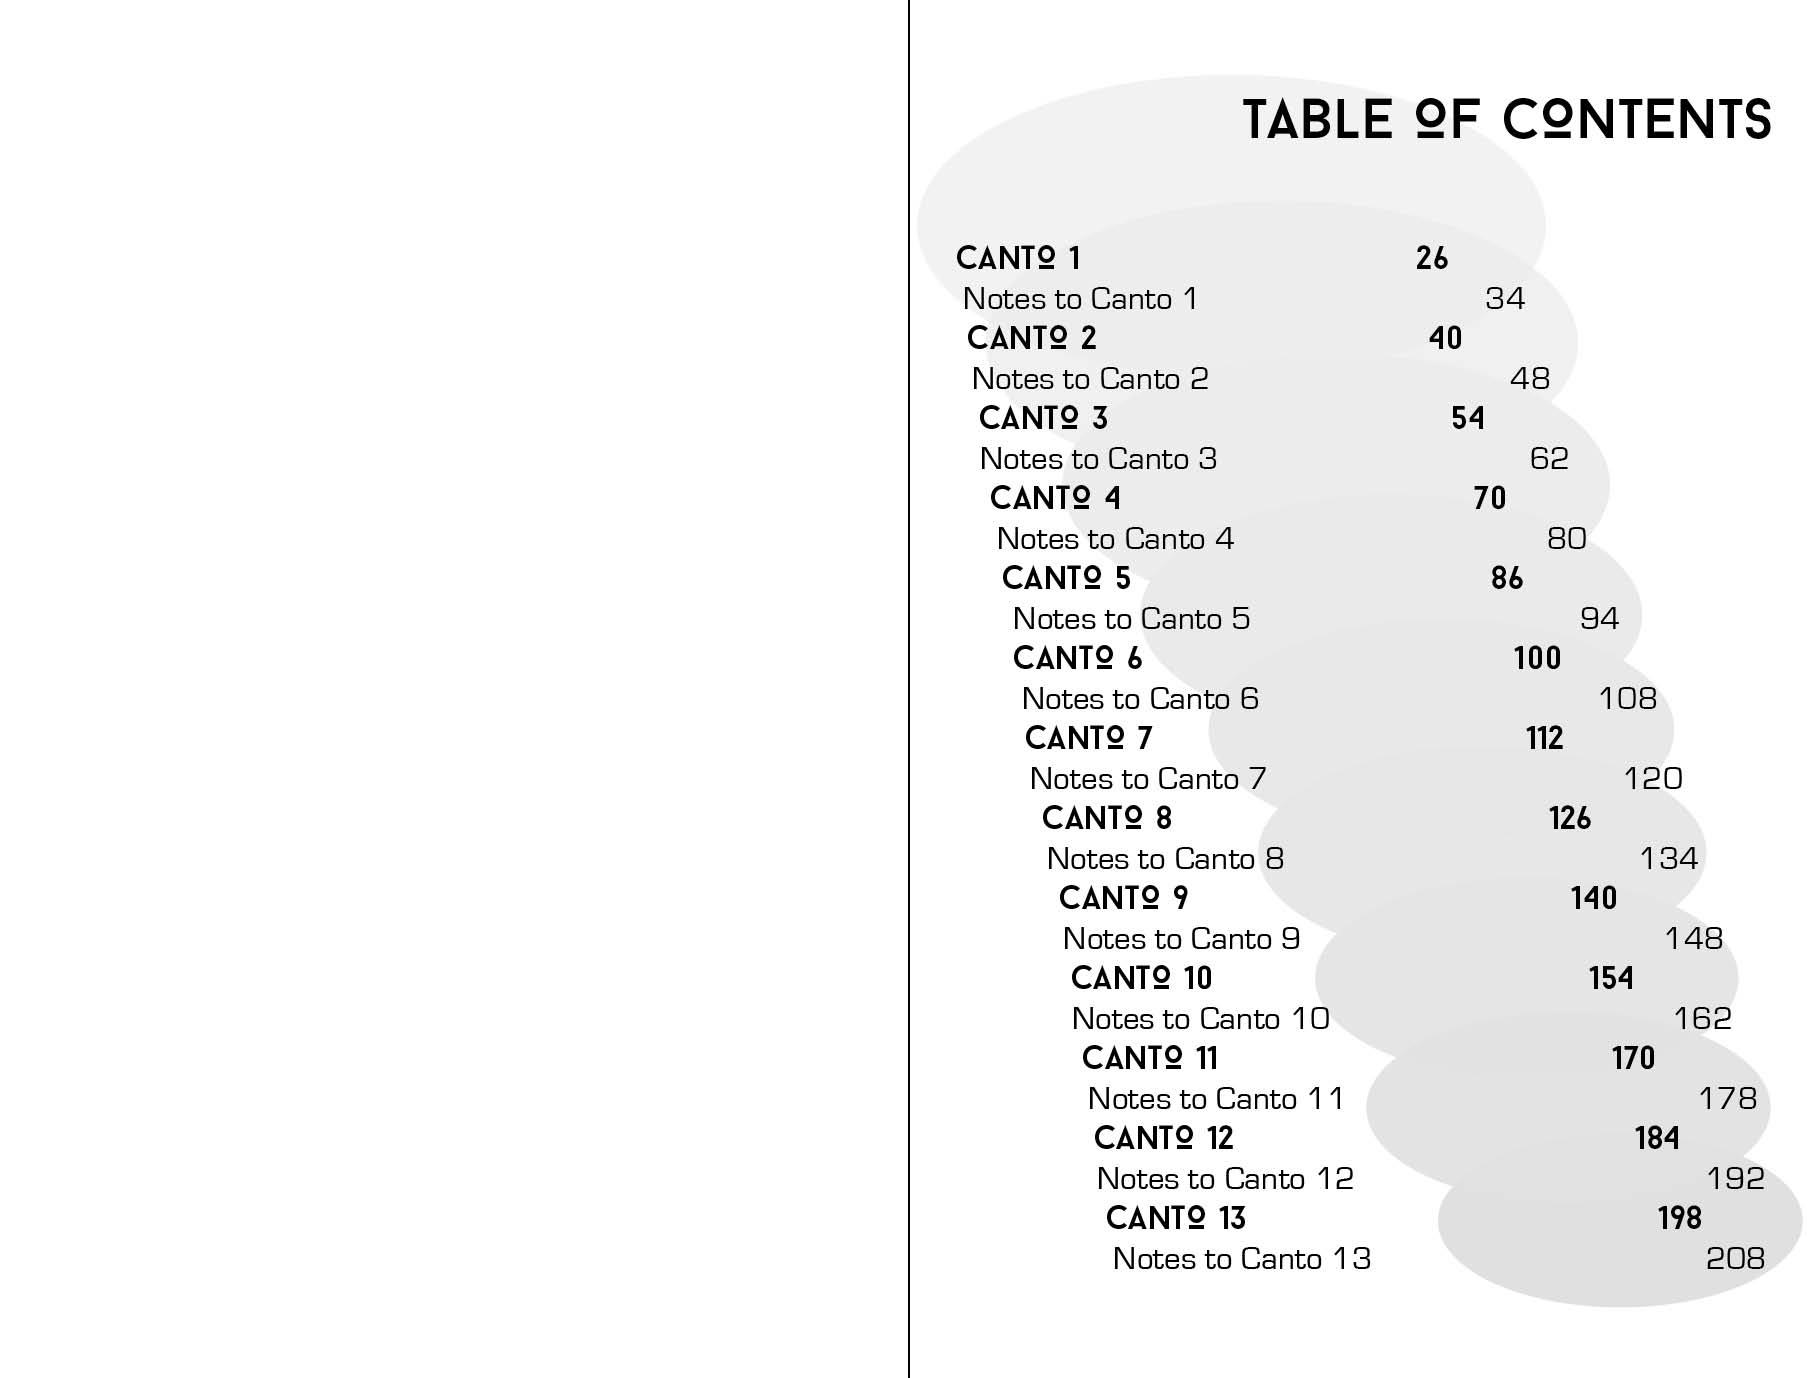 TABLE OF CONTENTS
CANTO 1 26
Notes to Canto 1 34
CANTO 2 40
Notes to Canto 2 48
CANTO 3 54
Notes to Canto 3 62
CANTO 4 70
Notes to Canto 4 80
CANTO 5 86
Notes to Canto 5 94
CANTO 6 100
Notes to Canto 6 108
CANTO 7 112
Notes to Canto 7 120
CANTO 8 126
Notes to Canto 8 134
CANTO 9 140
Notes to Canto 9 148
CANTO 10 154
Notes to Canto 10 162
CANTO 11 170
Notes to Canto 11 178
CANTO 12 184
Notes to Canto 12 192
CANTO 13 198
Notes to Canto 13 208